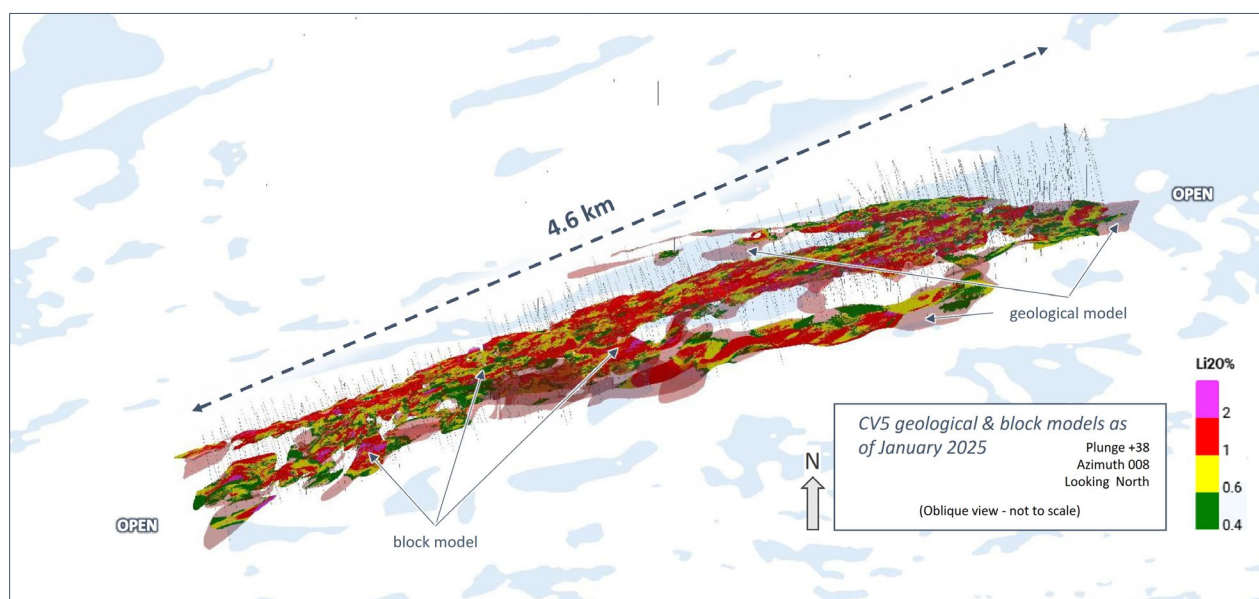 4.6 km
OPEN
geological model
Li20%
2
1
0.6
0.4
CV5 geological & block models as
of January 2025
Plunge +38
Azimuth 008
Looking North
(Oblique view - not to scale)
N
OPEN
block model